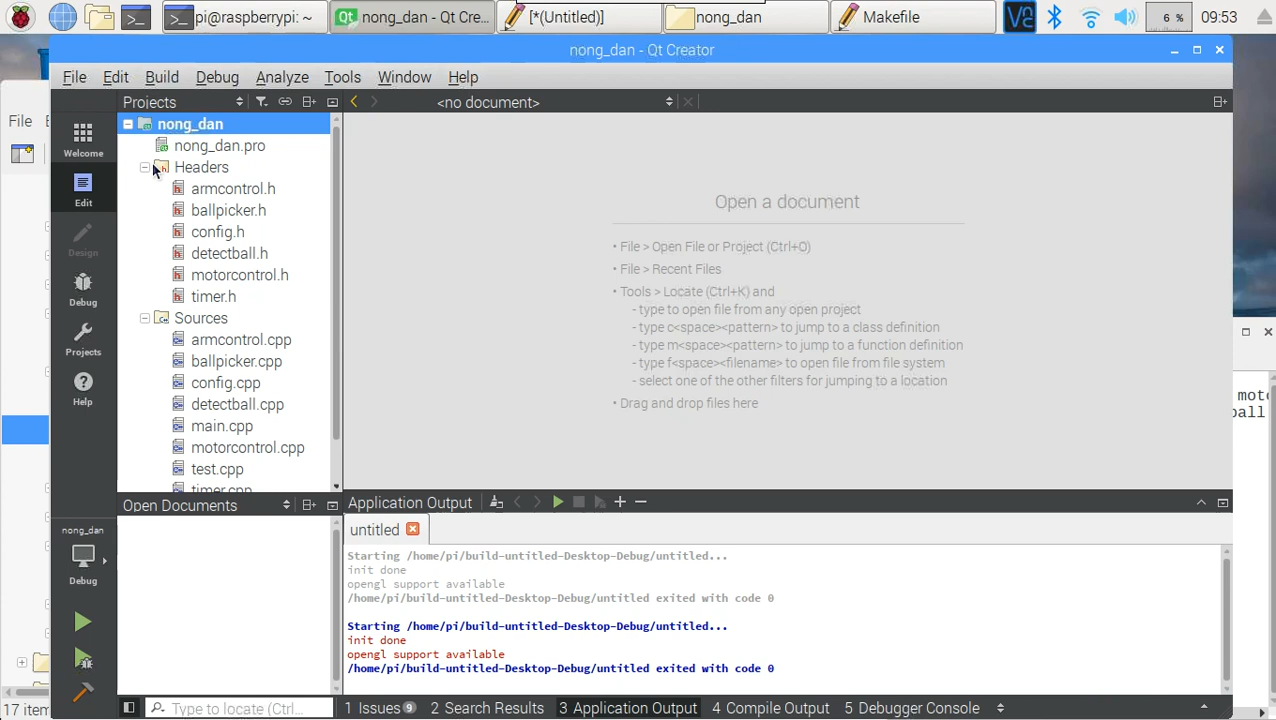 pi@raspberrypi: ~
nong_dan - Qt Cre...
[*(Untitled)]
nong_dan
Makefile
6 %
09:53
nong_dan - Qt Creator
File
File Edit Build Debug Analyze Tools Window Help
Projects
<no document>
Welcome
Edit
Design
Debug
Projects
Help
nong_dan
nong_dan.pro
Headers
armcontrol.h
ballpicker.h
config.h
detectball.h
motorcontrol.h
timer.h
Sources
armcontrol.cpp
ballpicker.cpp
config.cpp
detectball.cpp
main.cpp
motorcontrol.cpp
test.cpp
timer.cpp
Open a document
• File > Open File or Project (Ctrl+O)
• File > Recent Files
• Tools > Locate (Ctrl+K) and
- type to open file from any open project
- type c<space><pattern> to jump to a class definition
- type m<space><pattern> to jump to a function definition
- type f<space><filename> to open file from file system
- select one of the other filters for jumping to a location
• Drag and drop files here
Open Documents
nong_dan
Debug
Application Output
untitled
Starting /home/pi/build-untitled-Desktop-Debug/untitled...
init done
opengl support available
/home/pi/build-untitled-Desktop-Debug/untitled exited with code 0
Starting /home/pi/build-untitled-Desktop-Debug/untitled...
init done
opengl support available
/home/pi/build-untitled-Desktop-Debug/untitled exited with code 0
Type to locate (Ctrl...
1 Issues 9
2 Search Results
3 Application Output
4 Compile Output
5 Debugger Console
17 item
moto
ball